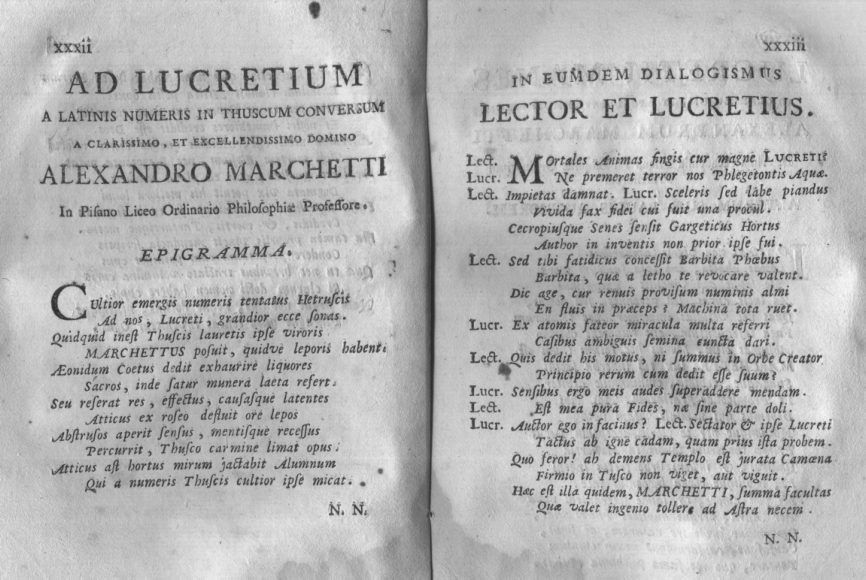 xxxii
AD LUCRETIUM
A LATINIS NUMERIS IN THUSCUM CONVERSUM
A CLARISSIMO, ET EXCELLENDISSIMO DOMINO
ALEXANDRO MARCHETTI
In Pisano Liceo Ordinario Philosophiæ Professore.
EPIGRAMMA.
CUltior emergis numeris tentatus Hetruscis
Ad nos, Lucreti, grandior ecce sonas.
Quidquid inest Thuscis lauretis ipse viroris
MARCHETTUS posuit, quidve leporis habent:
Æonidum Coetus dedit exhaurire liquores
Sacros, inde satur munera laeta refert.
Seu reserat res, effectus, causasque latentes
Atticus ex roseo defluit ore lepos
Abstrusos aperit sensus, mentisque recessus
Percurrit, Thusco carmine limat opus.
Atticus ast hortus mirum jactabit Alumnum
Qui a numeris Thuscis cultior ipse micat.
N. N.
xxxiii
IN EUMDEM DIALOGISMUS
LECTOR ET LUCRETIUS.
Lect. MOrtales Animas fingis cur magne LUCRETI?
Lucr. Ne premeret terror nos Phlegetontis Aquæ.
Lect. Impietas damnat. Lucr. Sceleris sed labe piandus
Vivida fax fidei cui fuit una procul.
Cecropiusque Senex sensit Gargeticus Hortus
Author in inventis non prior ipse fui.
Lect. Sed tibi fatidicus concessit Barbita Phœbus
Barbita, quæ a letho te revocare valent.
Dic age, cur renuis provisum numinis almi
En fluis in præceps? Machina tota ruet.
Lucr. Ex atomis fateor miracula multa referri
Casibus ambiguis semina cuncta dari.
Lect. Quis dedit his motus, ni summus in Orbe Creator
Principio rerum cum dedit esse suum?
Lucr. Sensibus ergo meis audes superaddere mendam.
Lect. Est mea pura Fides, næ sine parte doli.
Lucr. Auctor ego in facinus? Lect. Sectator & ipse Lucreti
Tactus ab igne cadam, quam prius ista probem.
Quo feror! ah demens Templo est jurata Camœna
Firmio in Tusco non viget, aut viguit.
Hæc est illa quidem, MARCHETTI, summa facultas
Quæ valet ingenio tollere ad Astra necem.
N. N.